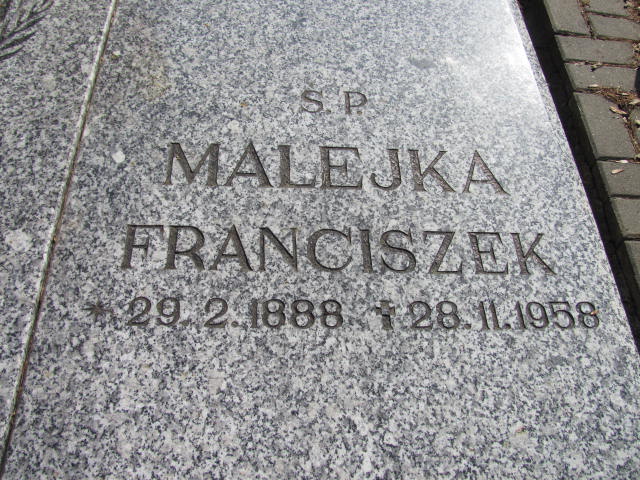 S.P.
MALEJKA
FRANCISZEK
* 29.2.1888 ✝ 28.11.1958